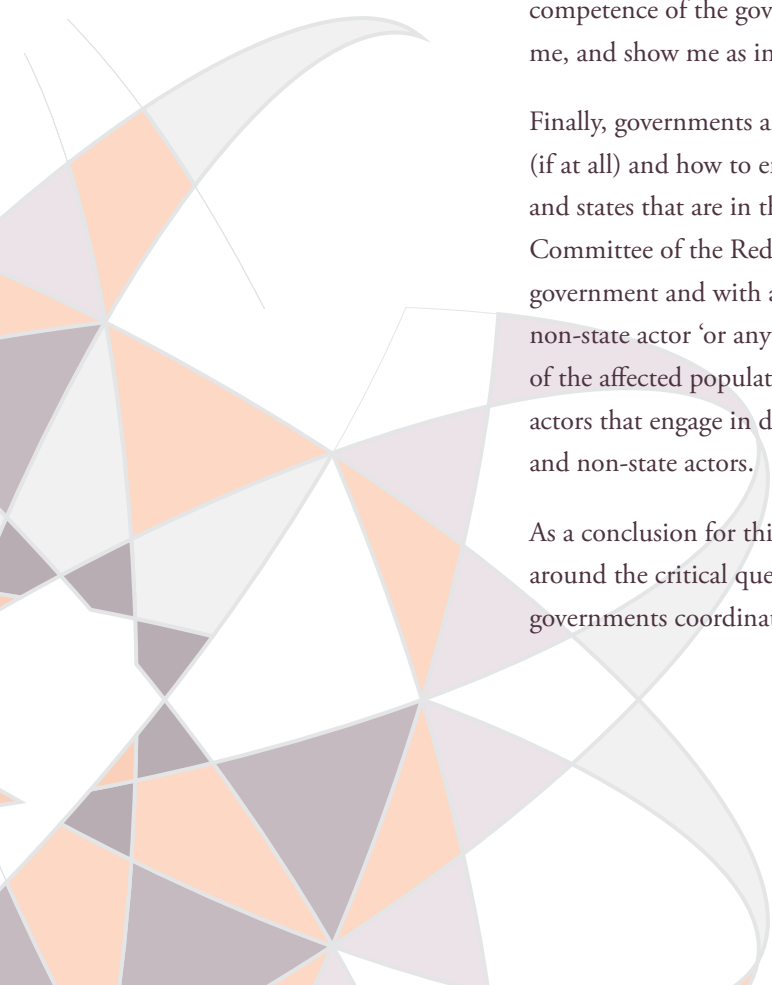 competence of the gov
me, and show me as in
Finally, governments a
(if at all) and how to e
and states that are in th
Committee of the Red
government and with a
non-state actor ‘or any
of the affected populat
actors that engage in d
and non-state actors.
As a conclusion for thi
around the critical que
governments coordinat